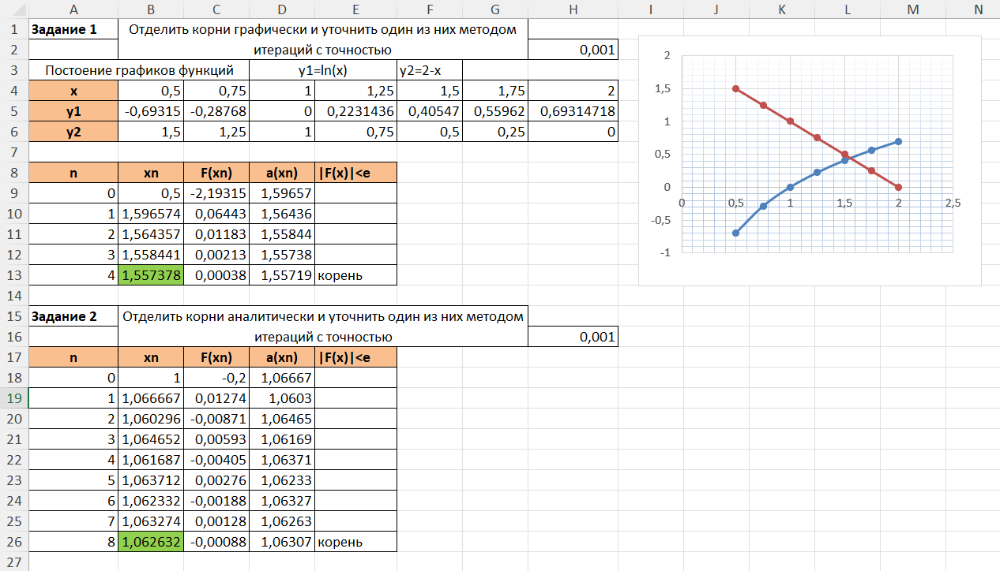 A B C D E F G H I J K L M N
1 Задание 1 Отделить корни графически и уточнить один из них методом
2 итераций с точностью 0,001
3 Постоение графиков функций y1=ln(x) y2=2-x
4 x 0,5 0,75 1 1,25 1,5 1,75 2
5 y1 -0,69315 -0,28768 0 0,2231436 0,40547 0,55962 0,69314718
6 y2 1,5 1,25 1 0,75 0,5 0,25 0
7
8 n xn F(xn) a(xn) |F(x)|<e
9 0 0,5 -2,19315 1,59657
10 1 1,596574 0,06443 1,56436
11 2 1,564357 0,01183 1,55844
12 3 1,558441 0,00213 1,55738
13 4 1,557378 0,00038 1,55719 корень
14
15 Задание 2 Отделить корни аналитически и уточнить один из них методом
16 итераций с точностью 0,001
17 n xn F(xn) a(xn) |F(x)|<e
18 0 1 -0,2 1,06667
19 1 1,066667 0,01274 1,0603
20 2 1,060296 -0,00871 1,06465
21 3 1,064652 0,00593 1,06169
22 4 1,061687 -0,00405 1,06371
23 5 1,063712 0,00276 1,06233
24 6 1,062332 -0,00188 1,06327
25 7 1,063274 0,00128 1,06263
26 8 1,062632 -0,00088 1,06307 корень
27
2
1,5
1
0,5
0
0 0,5 1 1,5 2 2,5
-0,5
-1